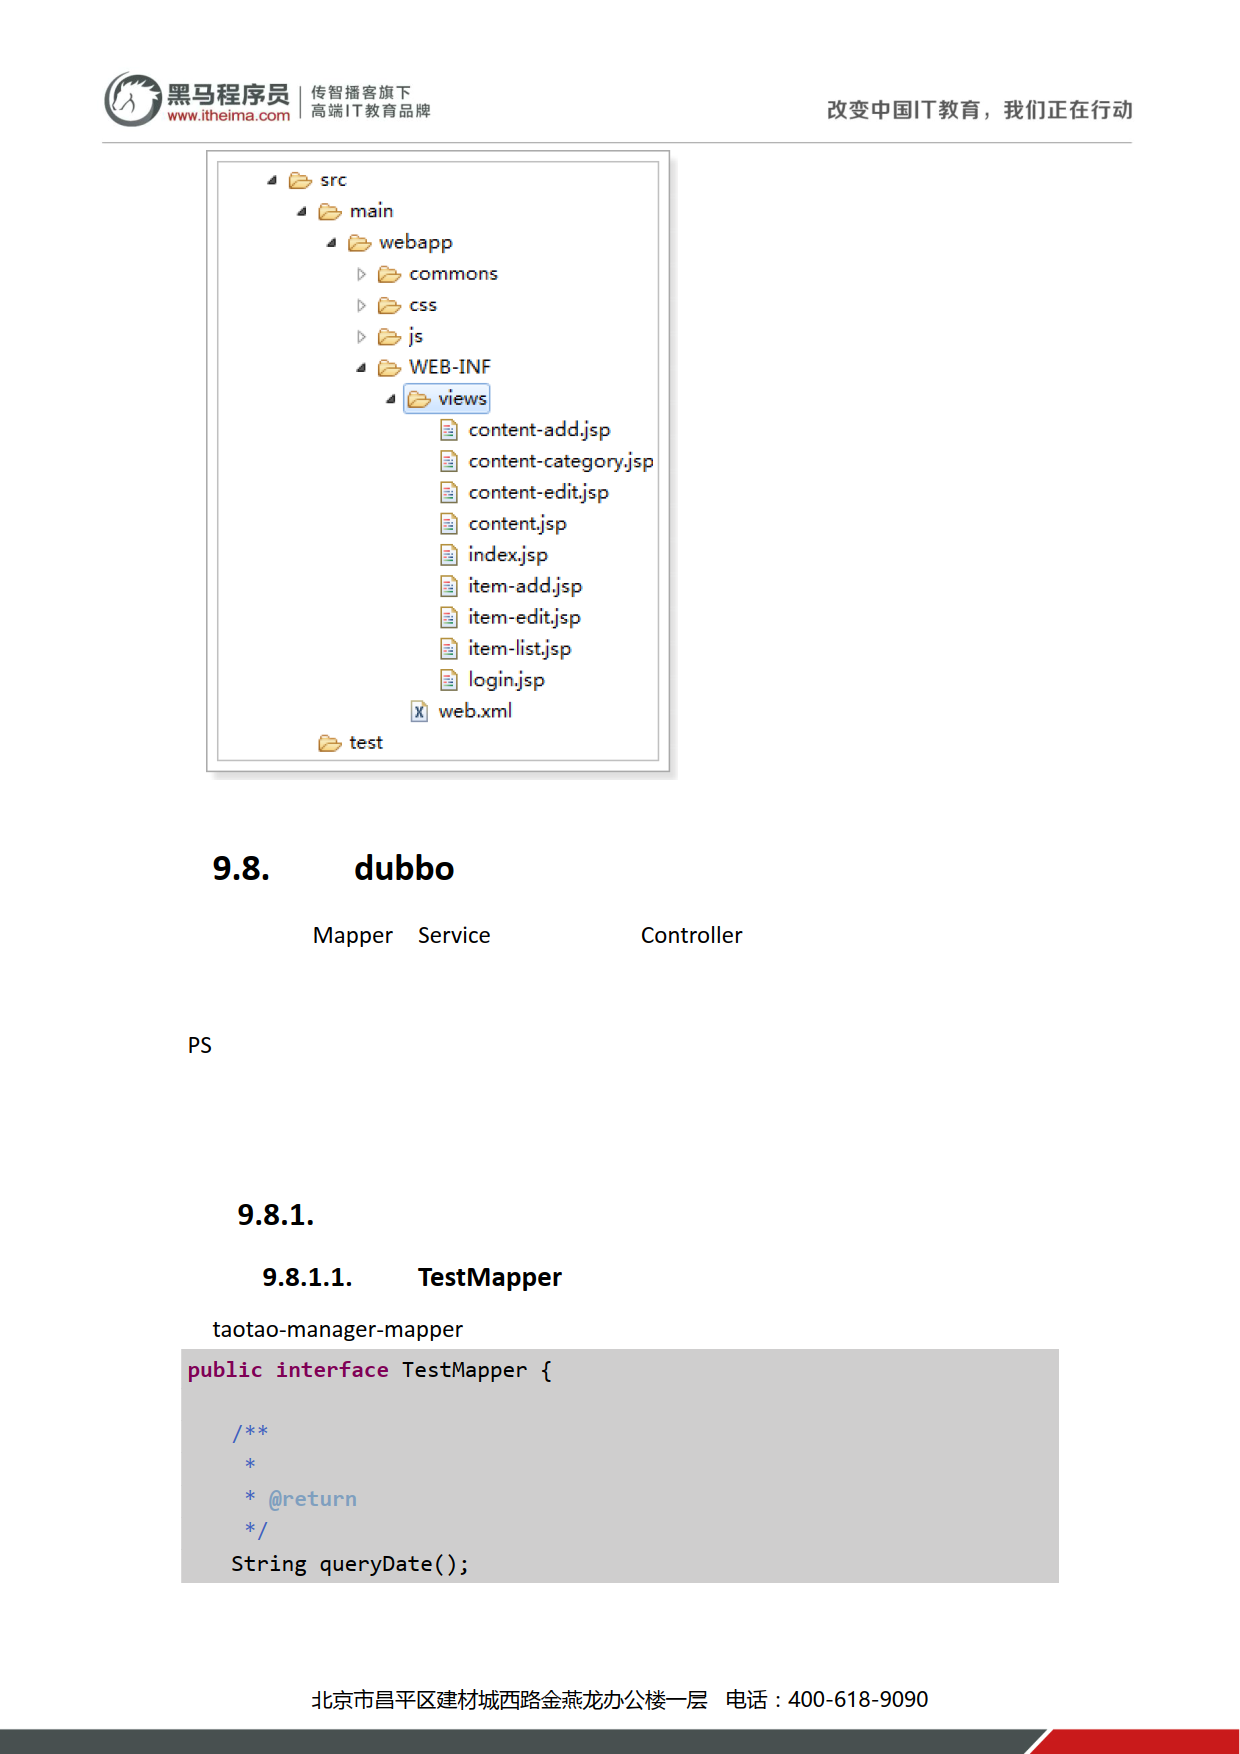 黑马程序员
www.itheima.com
传智播客旗下
高端IT教育品牌
改变中国IT教育，我们正在行动
src
main
webapp
commons
css
js
WEB-INF
views
content-add.jsp
content-category.jsp
content-edit.jsp
content.jsp
index.jsp
item-add.jsp
item-edit.jsp
item-list.jsp
login.jsp
web.xml
test
9.8. dubbo
Mapper Service Controller
PS
9.8.1.
9.8.1.1. TestMapper
taotao-manager-mapper
public interface TestMapper {
/**
*
* @return
*/
String queryDate();
北京市昌平区建材城西路金燕龙办公楼一层 电话：400-618-9090